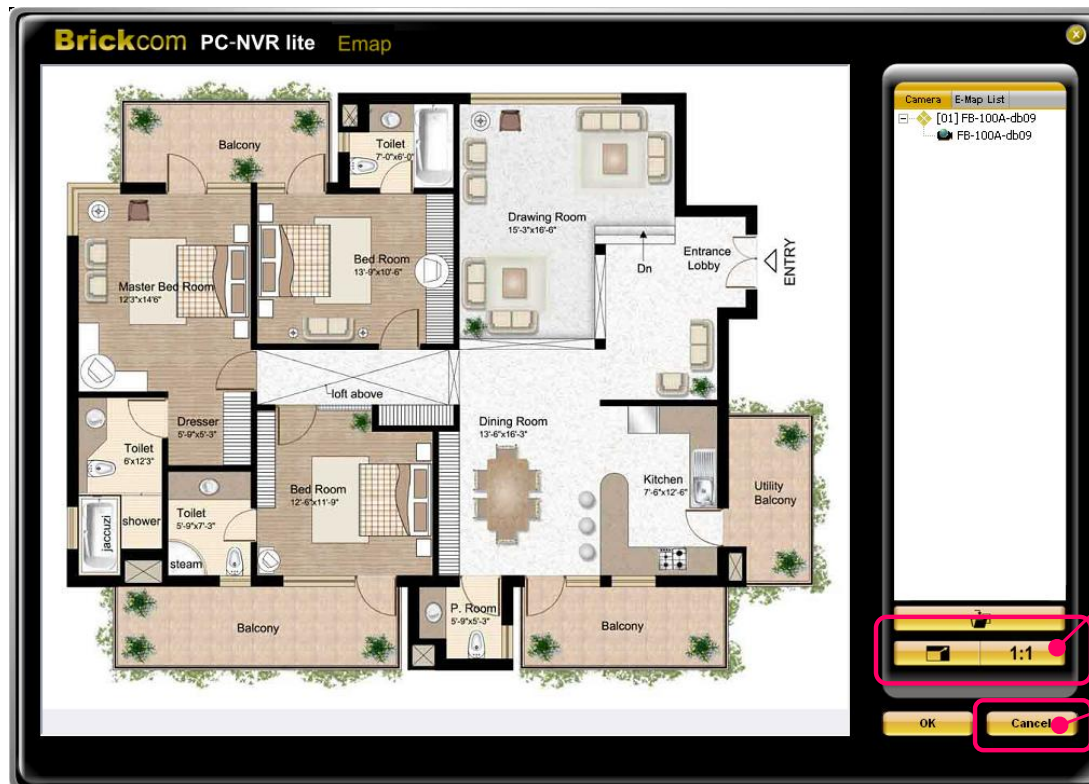 Brickcom PC-NVR lite Emap
Camera E-Map List
[01] FB-100A-db09
FB-100A-db09
Balcony
Toilet
7'-0"x6'-0"
Drawing Room
15'-3"x16'-6"
Bed Room
13'-9"x10'-6"
Master Bed Room
12'3"x14'6"
Dn
Entrance
Lobby
ENTRY
loft above
Dresser
5'-9"x5'-3"
Dining Room
13'-6"x16'-3"
Toilet
6'x12'3"
Kitchen
7'-6"x12'-6"
Utility
Balcony
Bed Room
12'-6"x11'-9"
Toilet
5'-9"x7'-3"
shower
jaccuzi
steam
P. Room
5'-9"x5'-3"
Balcony
Balcony
1:1
OK Cancel